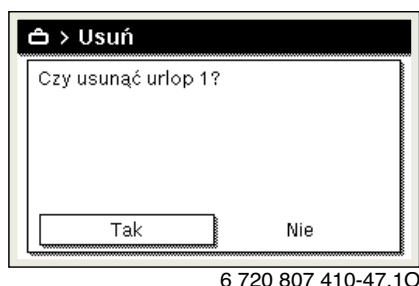 > Usuń
Czy usunąć urlop 1?
Tak Nie
6 720 807 410-47.1O